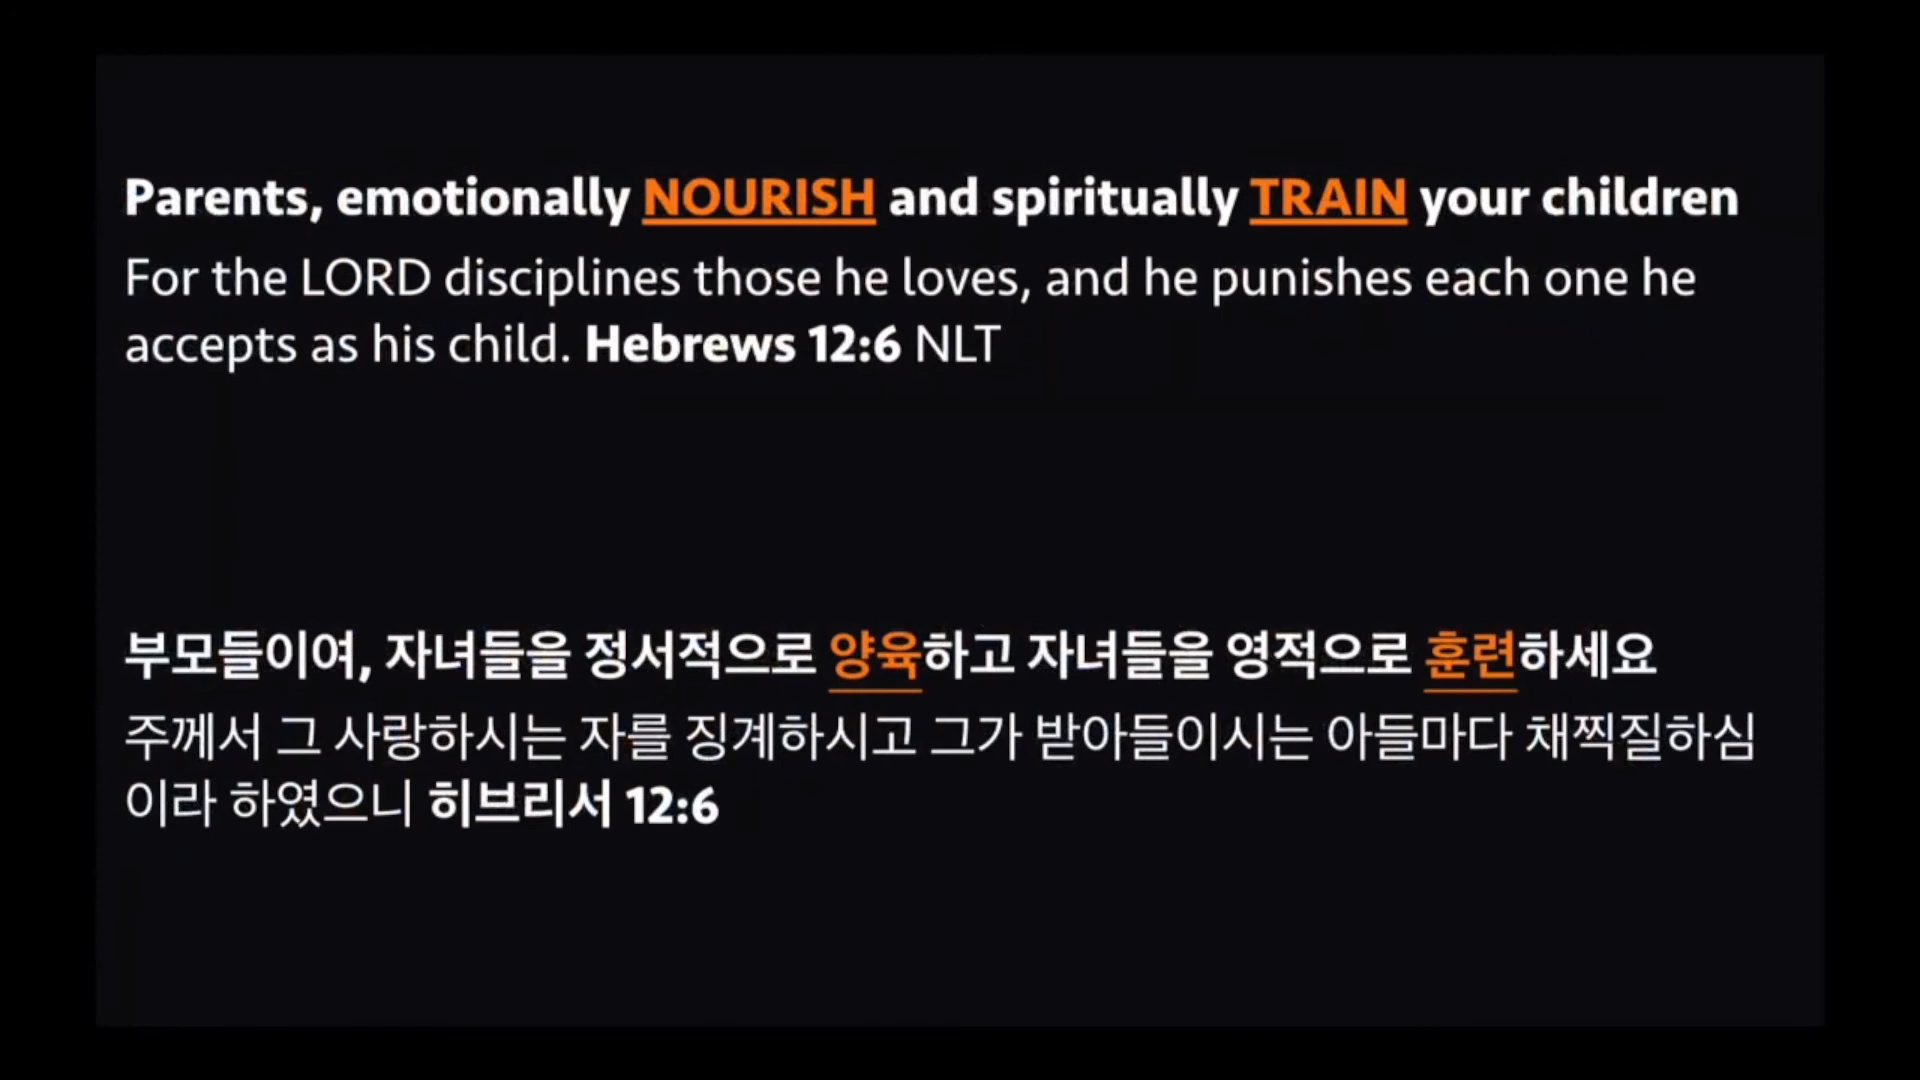 Parents, emotionally NOURISH and spiritually TRAIN your children
For the LORD disciplines those he loves, and he punishes each one he
accepts as his child. Hebrews 12:6 NLT
부모들이여, 자녀들을 정서적으로 양육하고 자녀들을 영적으로 훈련하세요
주께서 그 사랑하시는 자를 징계하시고 그가 받아들이시는 아들마다 채찍질하심
이라 하였으니 히브리서 12:6